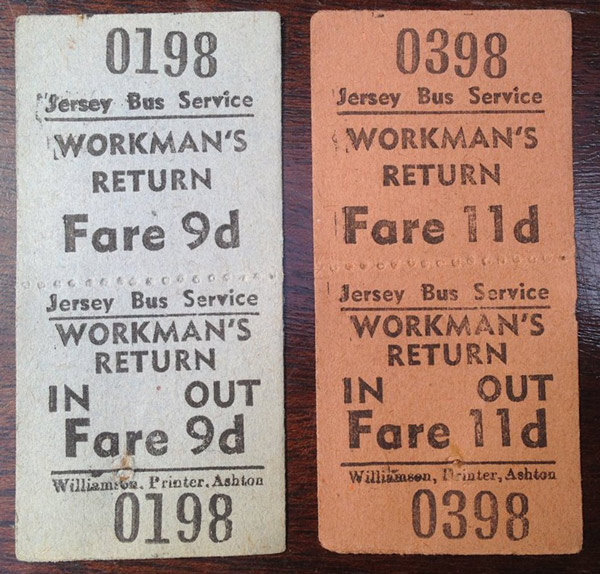 0198
Jersey Bus Service
WORKMAN'S
RETURN
Fare 9d
Jersey Bus Service
WORKMAN'S
RETURN
IN OUT
Fare 9d
Williamson, Printer, Ashton
0198
0398
Jersey Bus Service
WORKMAN'S
RETURN
Fare 11d
Jersey Bus Service
WORKMAN'S
RETURN
IN OUT
Fare 11d
Williamson, Printer, Ashton
0398